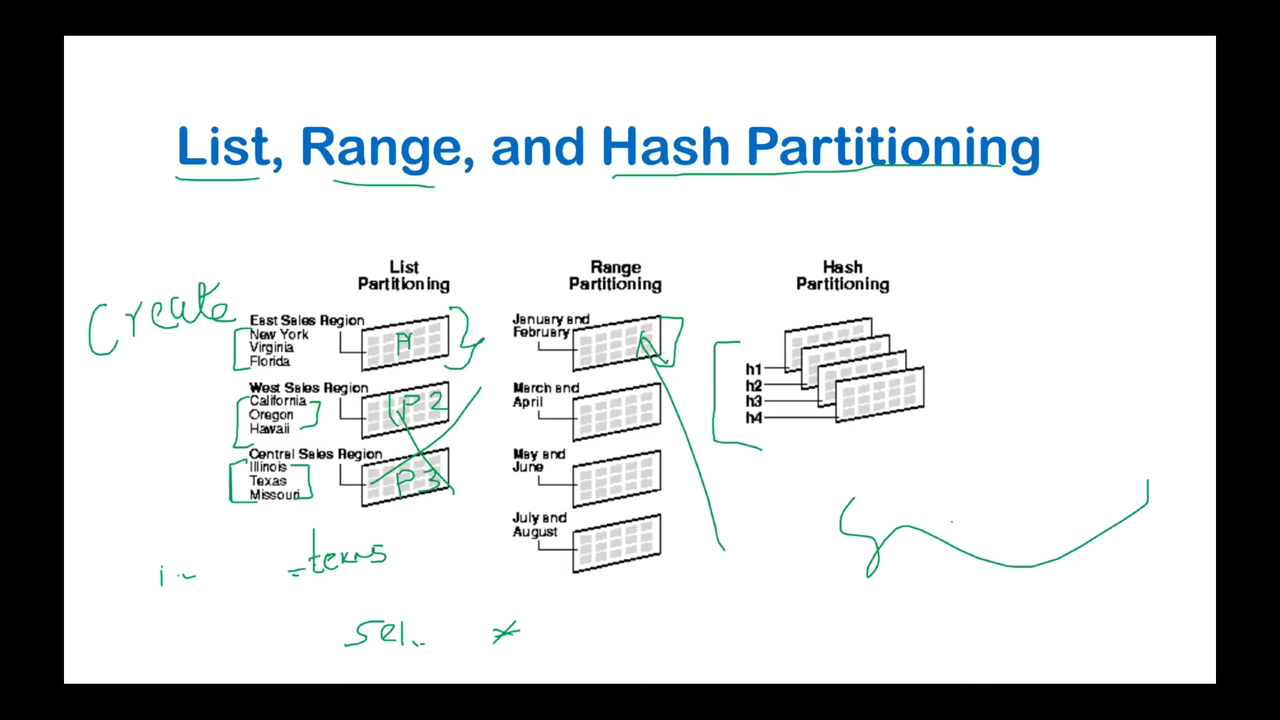 List, Range, and Hash Partitioning
List
Partitioning
East Sales Region
New York
Virginia
Florida
West Sales Region
California
Oregon
Hawaii
Central Sales Region
Illinois
Texas
Missouri
Range
Partitioning
January and
February
March and
April
May and
June
July and
August
Hash
Partitioning
h1
h2
h3
h4
Create
P2
P3
sel.. *